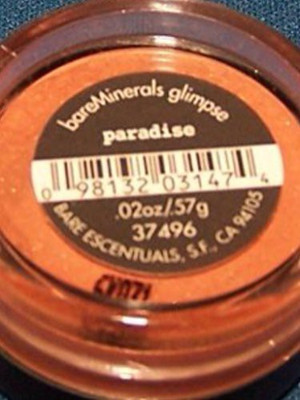 bareMinerals glimpse
paradise
0 98132 03147 4
.02oz/.57g
37496
BARE ESCENTUALS, S.F., CA 94105